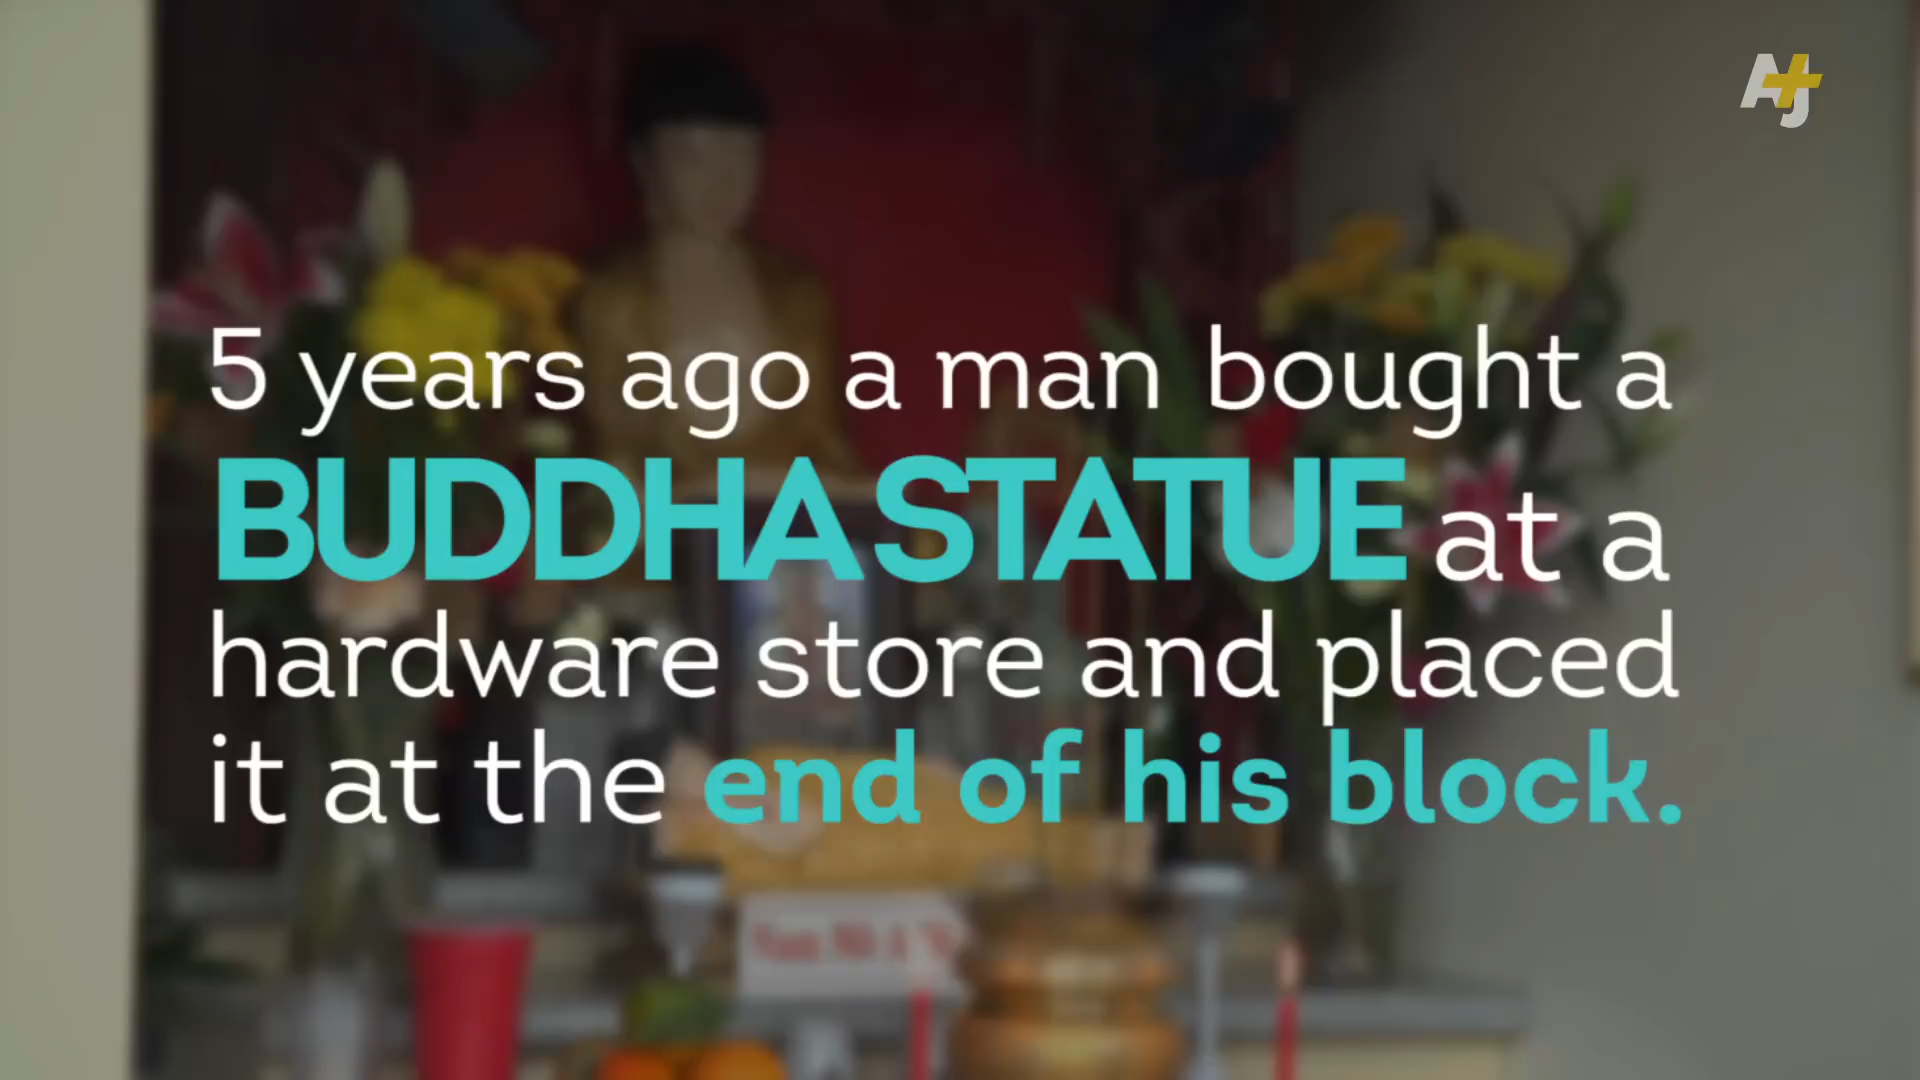 AJ+
5 years ago a man bought a
BUDDHA STATUE at a
hardware store and placed
it at the end of his block.